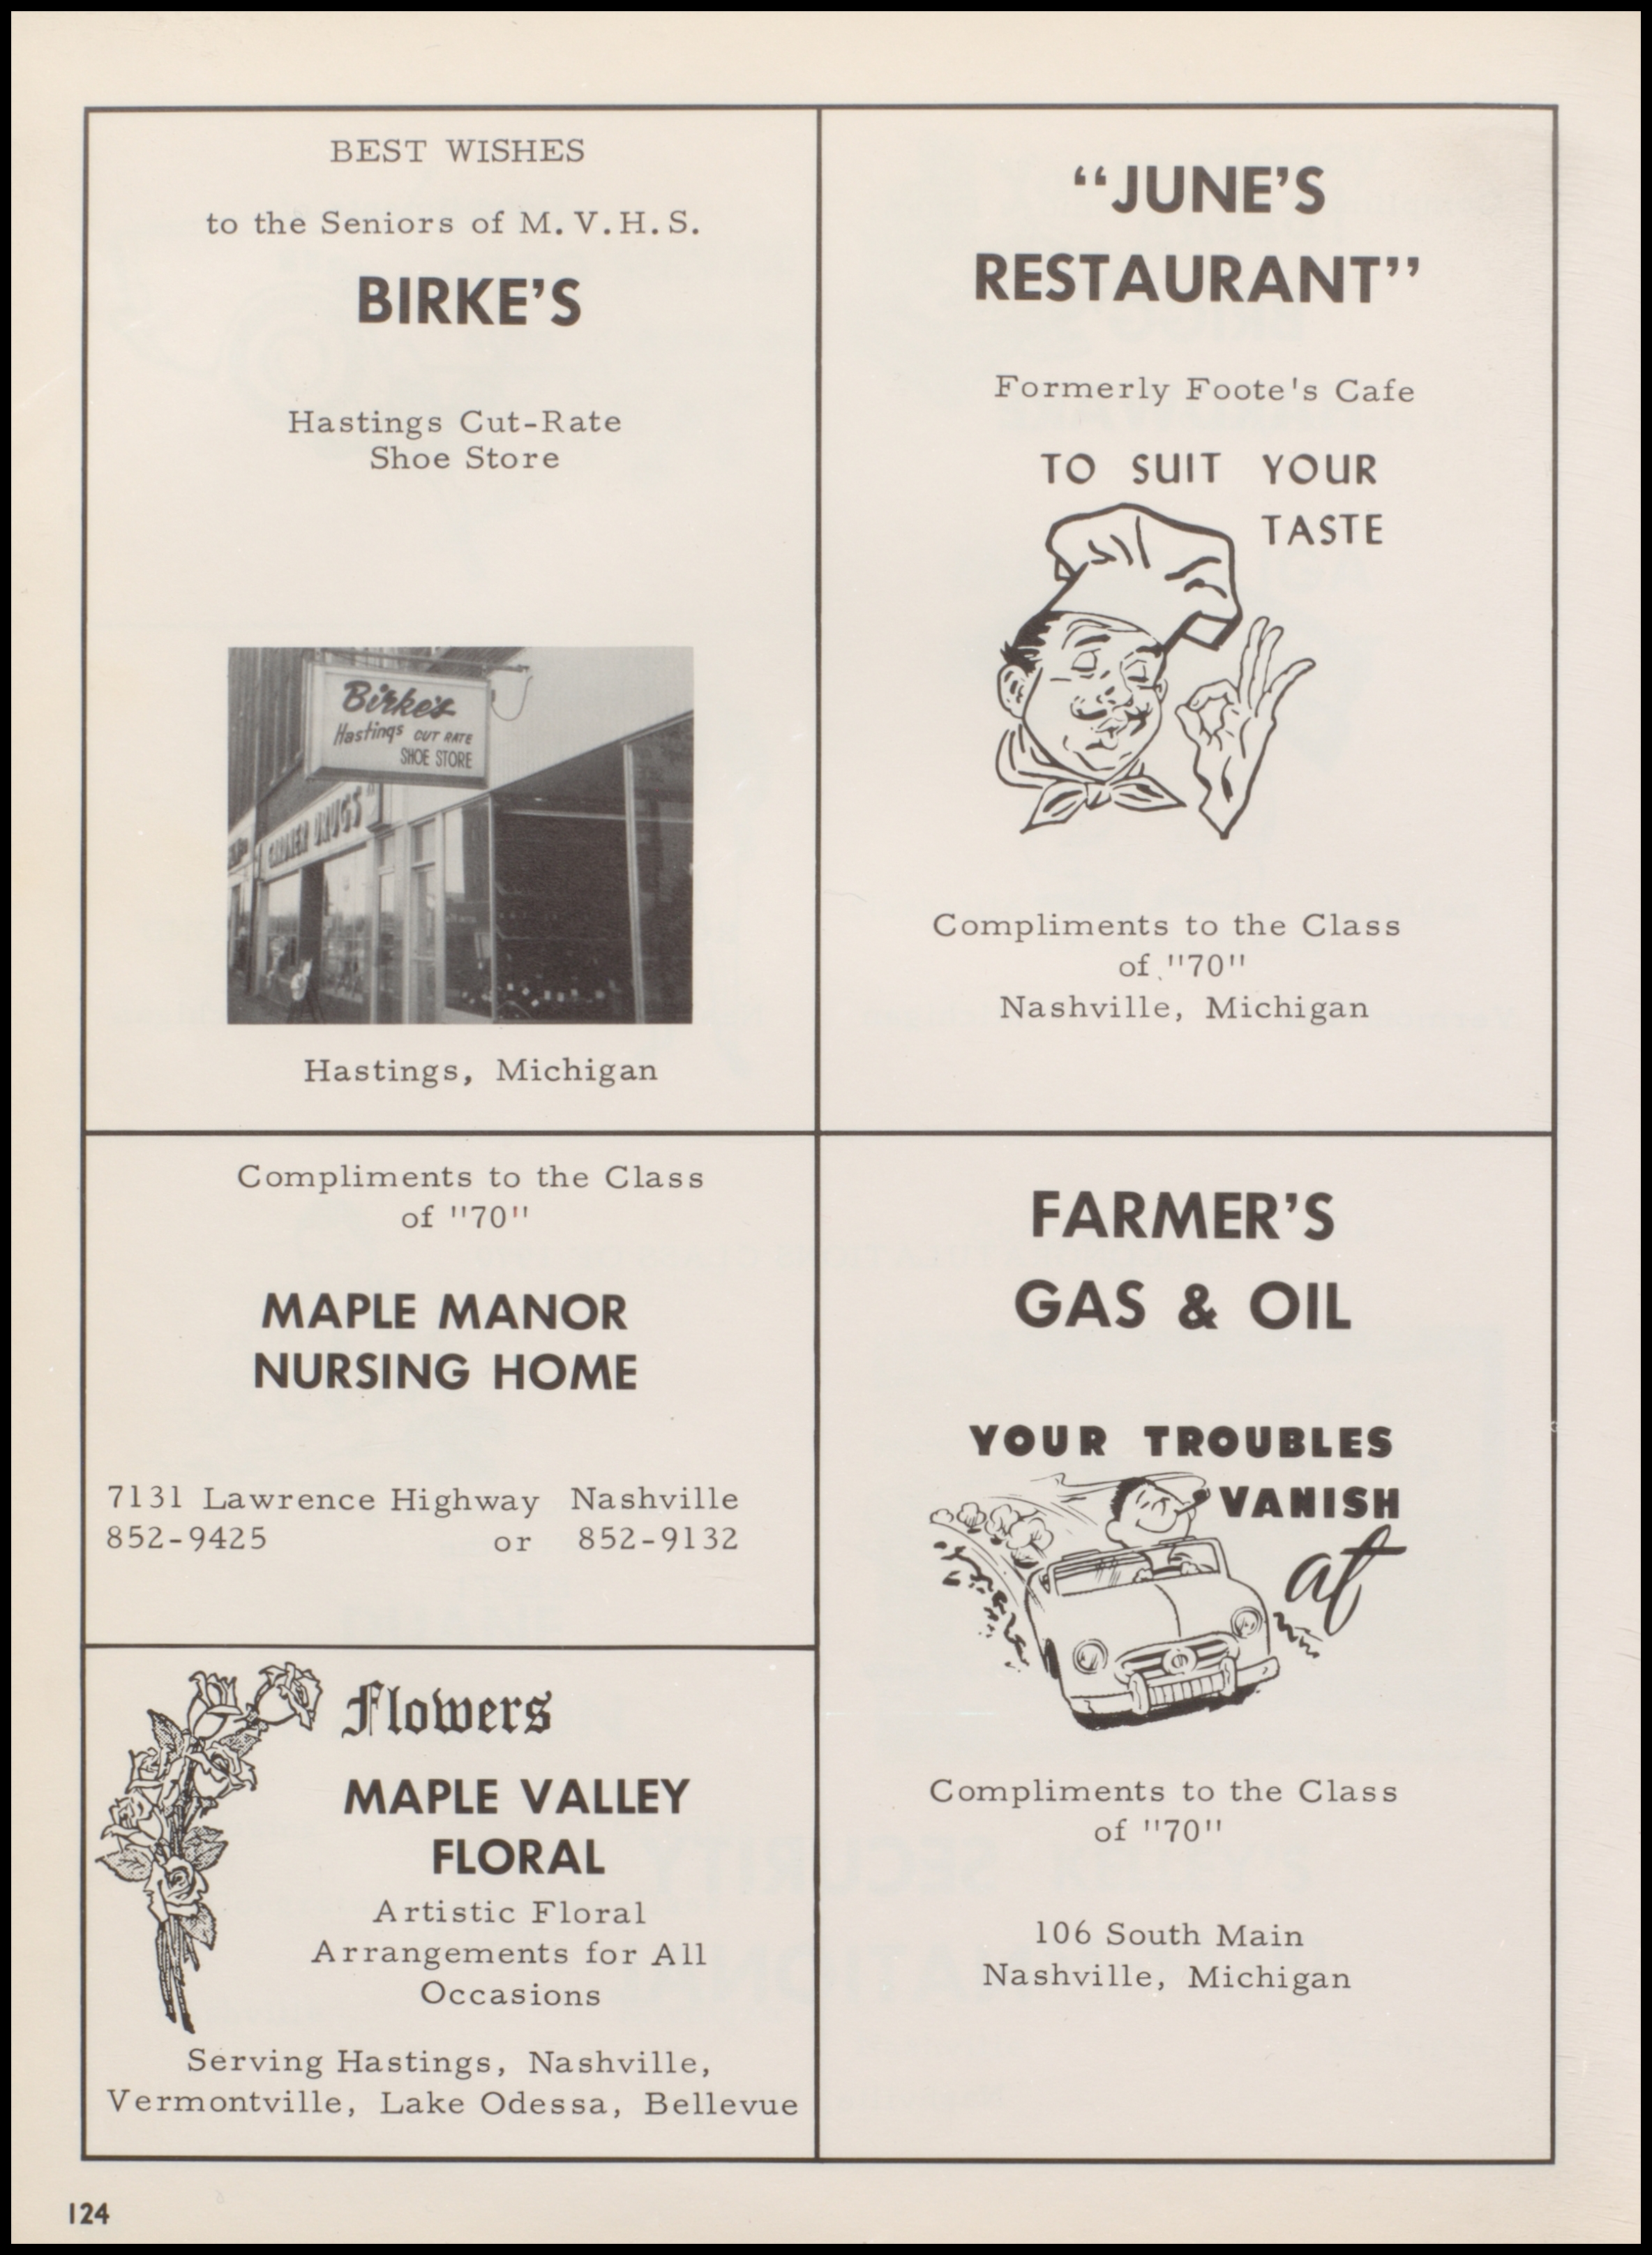 BEST WISHES
to the Seniors of M. V. H. S.
BIRKE'S
Hastings Cut-Rate
Shoe Store
Birke's
Hastings CUT RATE
SHOE STORE
GARDNER DRUGS
Hastings, Michigan
"JUNE'S
RESTAURANT"
Formerly Foote's Cafe
TO SUIT YOUR
TASTE
Compliments to the Class
of "70"
Nashville, Michigan
Compliments to the Class
of "70"
MAPLE MANOR
NURSING HOME
7131 Lawrence Highway Nashville
852-9425 or 852-9132
FARMER'S
GAS & OIL
YOUR TROUBLES
VANISH
at
Compliments to the Class
of "70"
106 South Main
Nashville, Michigan
Flowers
MAPLE VALLEY
FLORAL
Artistic Floral
Arrangements for All
Occasions
Serving Hastings, Nashville,
Vermontville, Lake Odessa, Bellevue
124